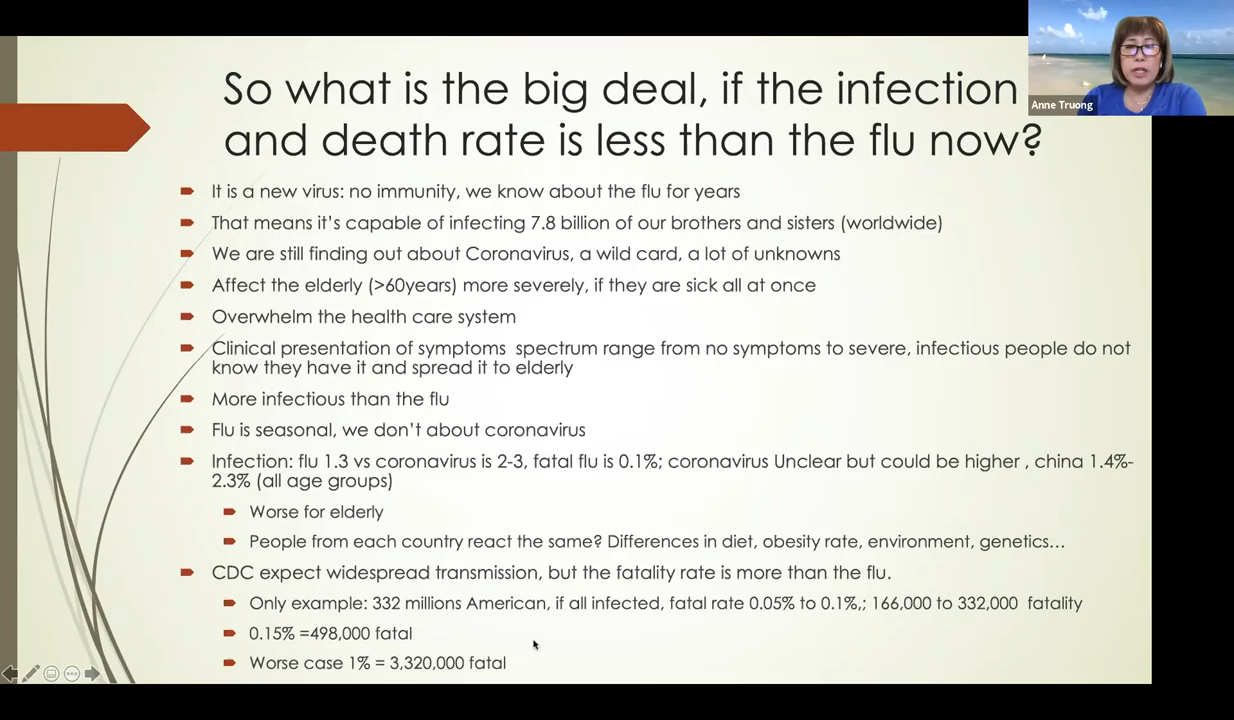 So what is the big deal, if the infection
and death rate is less than the flu now?
Anne Truong
It is a new virus: no immunity, we know about the flu for years
That means it’s capable of infecting 7.8 billion of our brothers and sisters (worldwide)
We are still finding out about Coronavirus, a wild card, a lot of unknowns
Affect the elderly (>60years) more severely, if they are sick all at once
Overwhelm the health care system
Clinical presentation of symptoms  spectrum range from no symptoms to severe, infectious people do not
know they have it and spread it to elderly
More infectious than the flu
Flu is seasonal, we don’t about coronavirus
Infection: flu 1.3 vs coronavirus is 2-3, fatal flu is 0.1%; coronavirus Unclear but could be higher , china 1.4%-
2.3% (all age groups)
Worse for elderly
People from each country react the same? Differences in diet, obesity rate, environment, genetics…
CDC expect widespread transmission, but the fatality rate is more than the flu.
Only example: 332 millions American, if all infected, fatal rate 0.05% to 0.1%,; 166,000 to 332,000  fatality
0.15% =498,000 fatal
Worse case 1% = 3,320,000 fatal